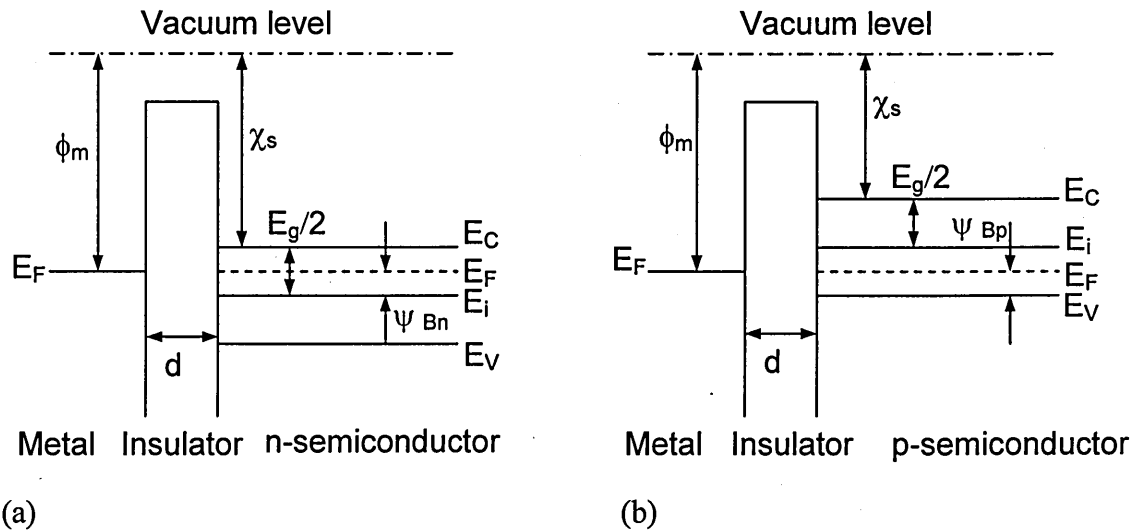 Vacuum level
ϕm
χs
Eg/2
EC
EF
EF
Ei
ψ Bn
d
EV
Metal Insulator n-semiconductor
(a)
Vacuum level
ϕm
χs
Eg/2
EC
ψ Bp
Ei
EF
EF
EV
d
Metal Insulator p-semiconductor
(b)